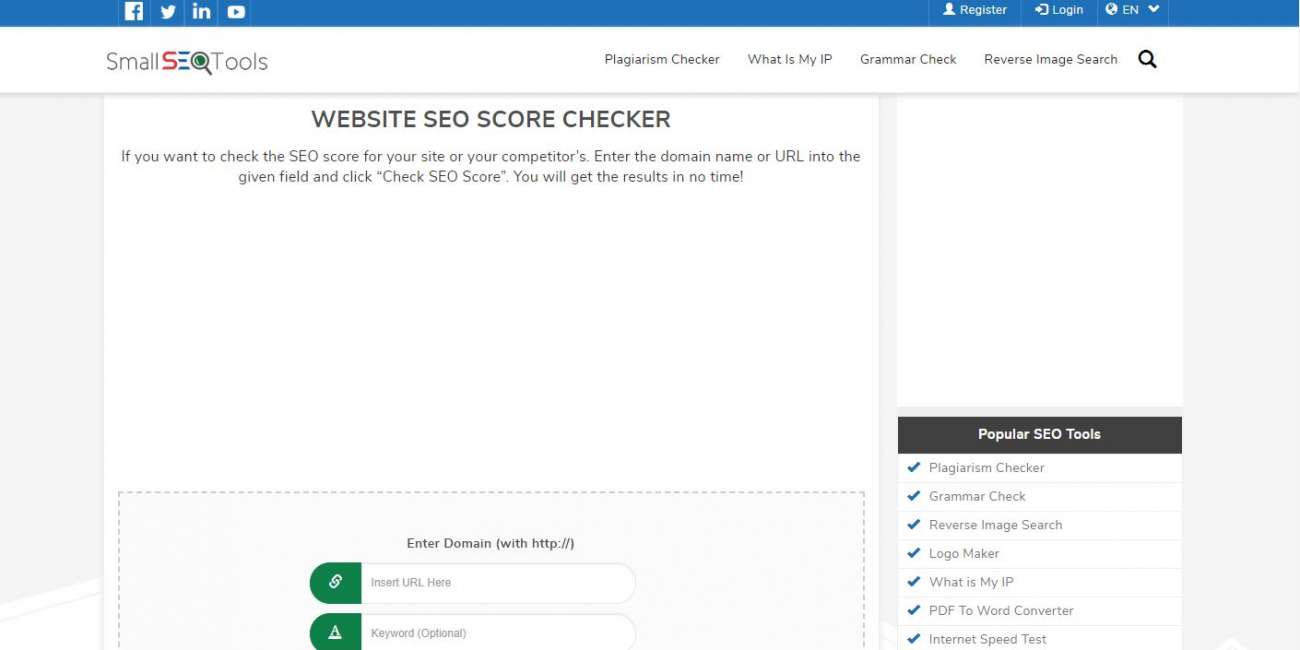 Register Login EN
SmallSEOTools
Plagiarism Checker What Is My IP Grammar Check Reverse Image Search
WEBSITE SEO SCORE CHECKER
If you want to check the SEO score for your site or your competitor's. Enter the domain name or URL into the
given field and click “Check SEO Score”. You will get the results in no time!
Enter Domain (with http://)
Insert URL Here
Keyword (Optional)
Popular SEO Tools
Plagiarism Checker
Grammar Check
Reverse Image Search
Logo Maker
What is My IP
PDF To Word Converter
Internet Speed Test